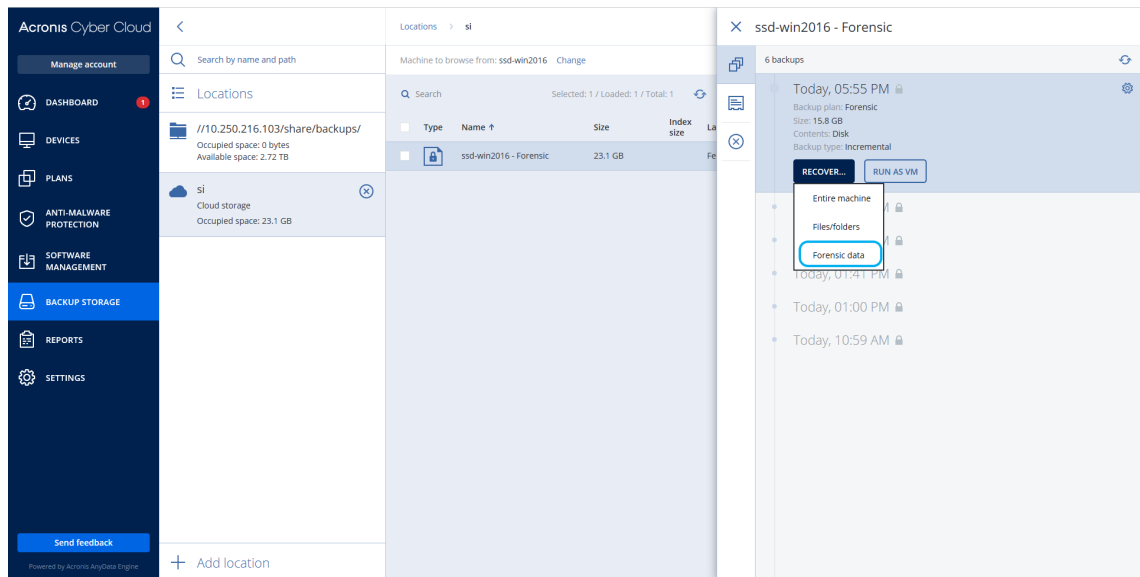 Acronis Cyber Cloud
Manage account
DASHBOARD
1
DEVICES
PLANS
ANTI-MALWARE
PROTECTION
SOFTWARE
MANAGEMENT
BACKUP STORAGE
REPORTS
SETTINGS
Send feedback
Powered by Acronis AnyData Engine
Search by name and path
Locations
//10.250.216.103/share/backups/
Occupied space: 0 bytes
Available space: 2.72 TB
si
Cloud storage
Occupied space: 23.1 GB
Add location
Locations > si
Machine to browse from: ssd-win2016 Change
Search Selected: 1 / Loaded: 1 / Total: 1
Type Name ↑ Size Index size La
ssd-win2016 - Forensic 23.1 GB Fe
ssd-win2016 - Forensic
6 backups
Today, 05:55 PM
Backup plan: Forensic
Size: 15.8 GB
Contents: Disk
Backup type: Incremental
RECOVER... RUN AS VM
Entire machine
Files/folders
Forensic data
Today, 01:41 PM
Today, 01:00 PM
Today, 10:59 AM